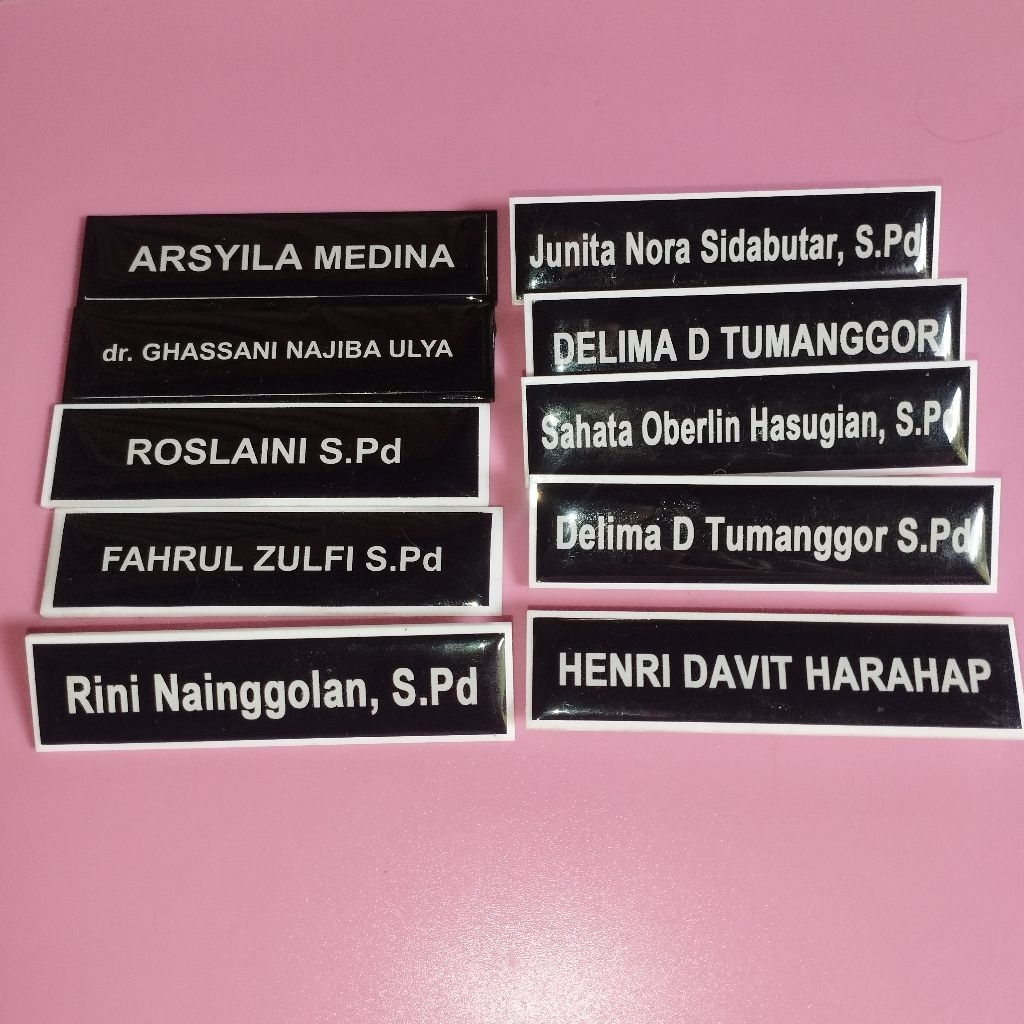 ARSYILA MEDINA
dr. GHASSANI NAJIBA ULYA
ROSLAINI S.Pd
FAHRUL ZULFI S.Pd
Rini Nainggolan, S.Pd
Junita Nora Sidabutar, S.Pd
DELIMA D TUMANGGOR
Sahata Oberlin Hasugian, S.Pd
Delima D Tumanggor S.Pd
HENRI DAVIT HARAHAP